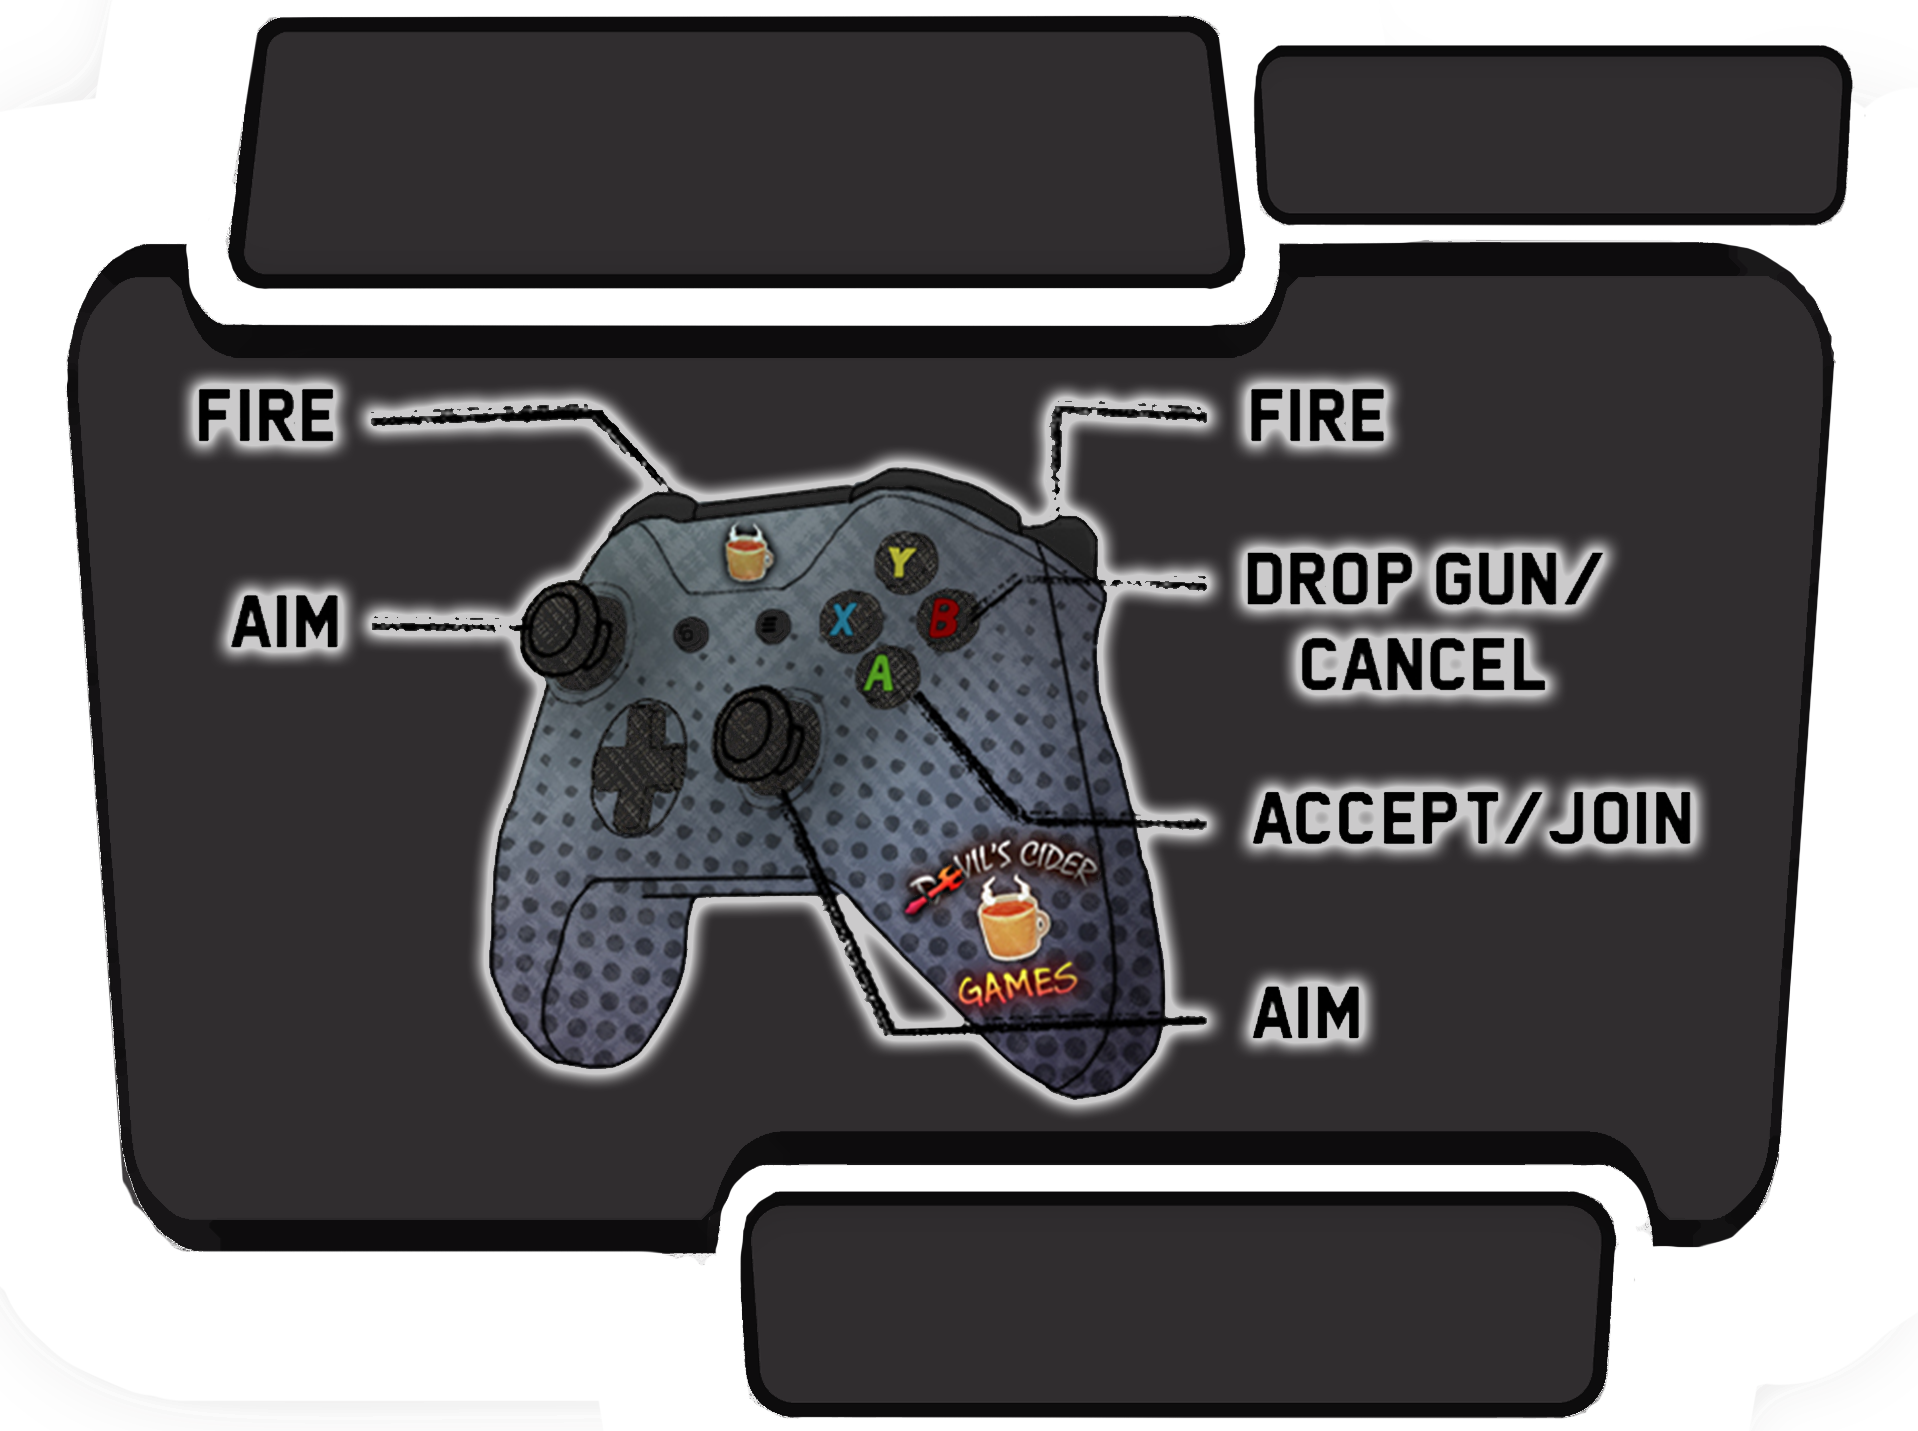 FIRE
FIRE
AIM
DROP GUN/
CANCEL
Y
X
B
A
ACCEPT/JOIN
DEVIL'S CIDER
GAMES
AIM